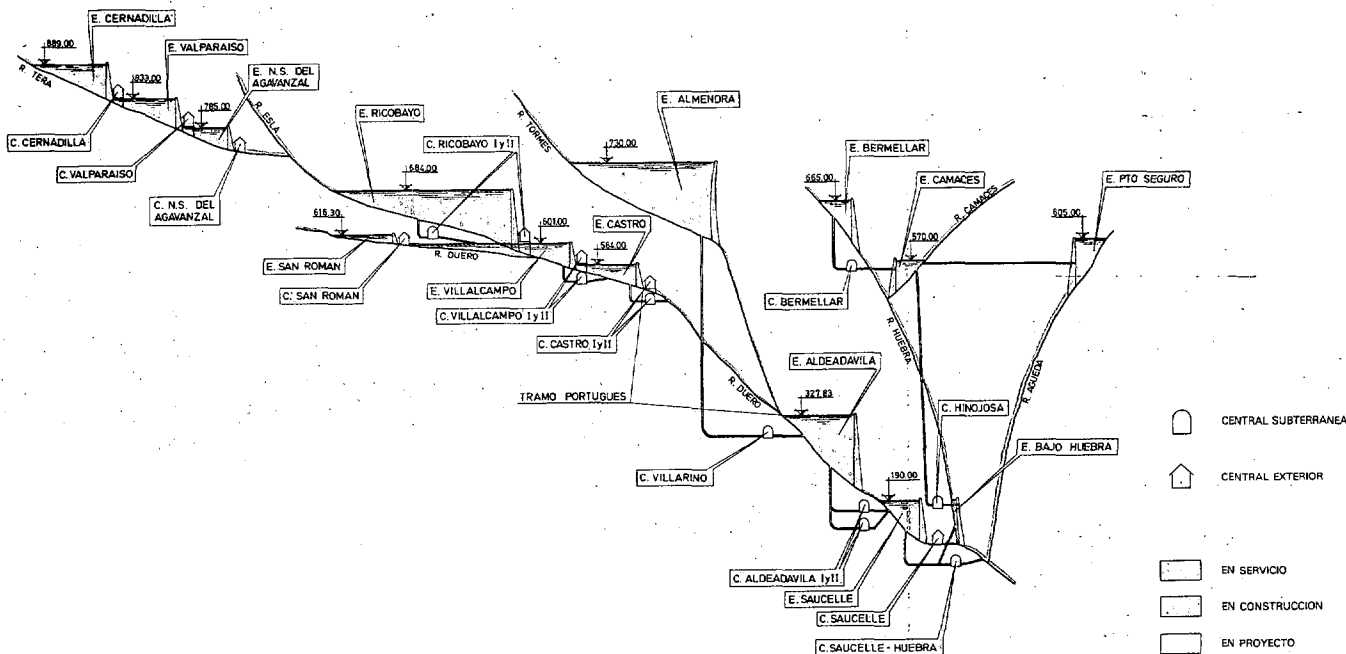 E. CERNADILLA
889.00
E. VALPARAISO
R. TERA
833.00
E. N.S. DEL
AGAVANZAL
785.00
R. ESLA
C. CERNADILLA
C. VALPARAISO
C. N.S. DEL
AGAVANZAL
E. RICOBAYO
C. RICOBAYO I y II
684.00
R. TORMES
E. ALMENDRA
730.00
616.30
E. SAN ROMAN
C. SAN ROMAN
R. DUERO
601.00
E. CASTRO
564.00
E. VILLALCAMPO
C. VILLALCAMPO I y II
C. CASTRO I y II
TRAMO PORTUGUES
R. DUERO
E. ALDEADAVILA
327.83
C. VILLARINO
E. BERMELLAR
665.00
E. CAMACES
R. CAMACES
570.00
E. PTO SEGURO
605.00
C. BERMELLAR
R. HUEBRA
R. AGUEDA
C. HINOJOSA
E. BAJO HUEBRA
190.00
C. ALDEADAVILA I y II
E. SAUCELLE
C. SAUCELLE
C. SAUCELLE - HUEBRA
CENTRAL SUBTERRANEA
CENTRAL EXTERIOR
EN SERVICIO
EN CONSTRUCCION
EN PROYECTO